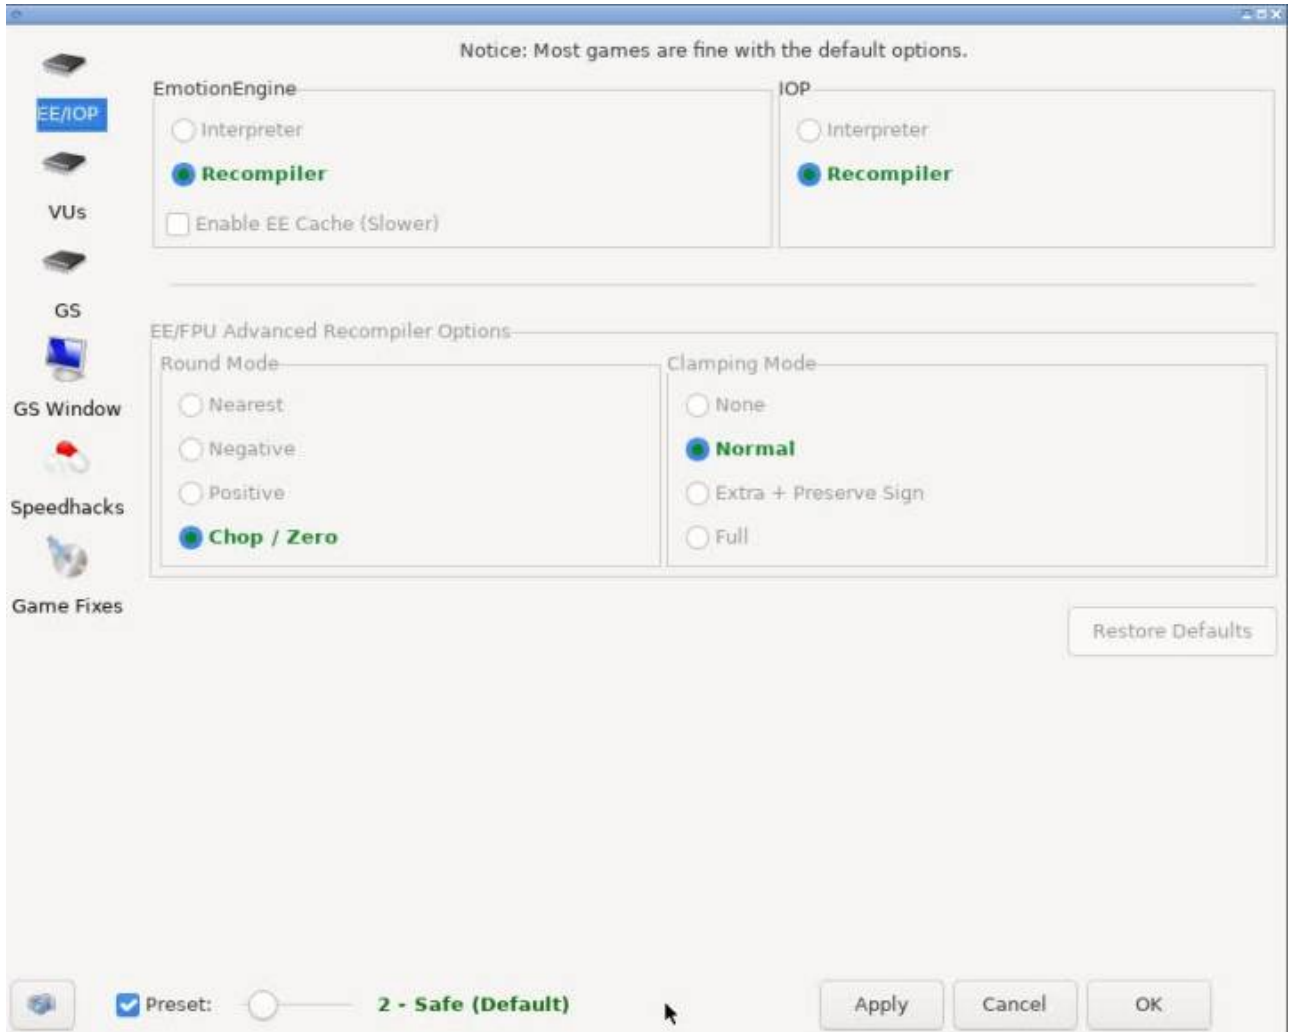 Notice: Most games are fine with the default options.
EE/IOP
VUs
GS
GS Window
Speedhacks
Game Fixes
EmotionEngine
Interpreter
Recompiler
Enable EE Cache (Slower)
IOP
Interpreter
Recompiler
EE/FPU Advanced Recompiler Options
Round Mode
Nearest
Negative
Positive
Chop / Zero
Clamping Mode
None
Normal
Extra + Preserve Sign
Full
Restore Defaults
Preset: 2 - Safe (Default) Apply Cancel OK